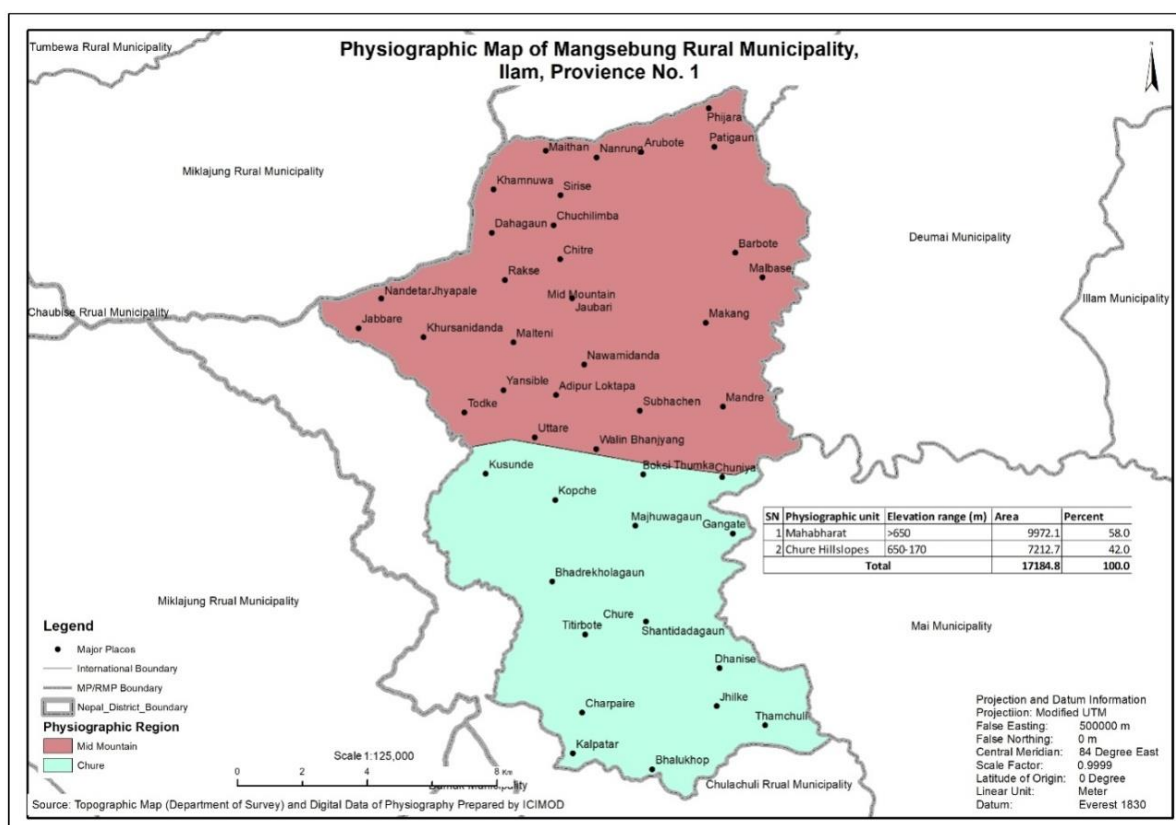 Physiographic Map of Mangsebung Rural Municipality,
Ilam, Provience No. 1
Tumbewa Rural Municipality
Phijara
Patigaun
Maithan
Nanrung
Arubote
Miklajung Rural Municipality
Khamnuwa
Sirise
Chuchilimba
Dahagaun
Deumai Municipality
Barbote
Chitre
Malbase
Rakse
NandetarJhyapale
Mid Mountain
Jaubari
Illam Municipality
Chaubise Rrual Municipality
Jabbare
Makang
Khursanidanda
Malteni
Nawamidanda
Yansible
Adipur Loktapa
Todke
Subhachen
Mandre
Uttare
Walin Bhanjyang
Kusunde
Boksi Thumka
Chuniya
Kopche
Majhuwagaun
Gangate
SN Physiographic unit Elevation range (m) Area Percent
1 Mahabharat >650 9972.1 58.0
2 Chure Hillslopes 650-170 7212.7 42.0
Total 17184.8 100.0
Bhadrekholagaun
Miklajung Rrual Municipality
Chure
Titirbote
Shantidadagaun
Mai Municipality
Dhanise
Jhilke
Charpaire
Thamchull
Kalpatar
Bhalukhop
Chulachuli Rrual Municipality
Legend
Major Places
International Boundary
MP/RMP Boundary
Nepal_District_Boundary
Physiographic Region
Mid Mountain
Chure
Scale 1:125,000
0 2 4 6 8 Km
Municipality
Projection and Datum Information
Projectiion: Modified UTM
False Easting: 500000 m
False Northing: 0 m
Central Meridian: 84 Degree East
Scale Factor: 0.9999
Latitude of Origin: 0 Degree
Linear Unit: Meter
Datum: Everest 1830
Source: Topographic Map (Department of Survey) and Digital Data of Physiography Prepared by ICIMOD